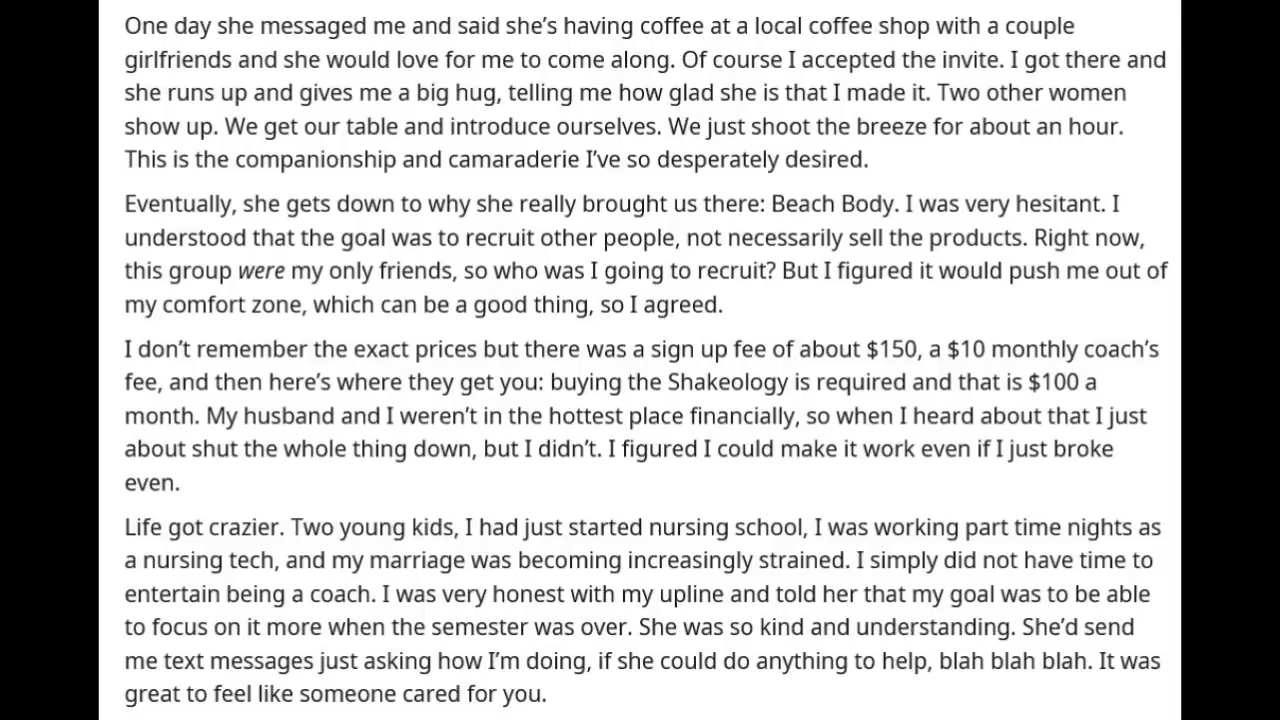 One day she messaged me and said she’s having coffee at a local coffee shop with a couple
girlfriends and she would love for me to come along. Of course I accepted the invite. I got there and
she runs up and gives me a big hug, telling me how glad she is that I made it. Two other women
show up. We get our table and introduce ourselves. We just shoot the breeze for about an hour.
This is the companionship and camaraderie I’ve so desperately desired.
Eventually, she gets down to why she really brought us there: Beach Body. I was very hesitant. I
understood that the goal was to recruit other people, not necessarily sell the products. Right now,
this group were my only friends, so who was I going to recruit? But I figured it would push me out of
my comfort zone, which can be a good thing, so I agreed.
I don’t remember the exact prices but there was a sign up fee of about $150, a $10 monthly coach’s
fee, and then here’s where they get you: buying the Shakeology is required and that is $100 a
month. My husband and I weren’t in the hottest place financially, so when I heard about that I just
about shut the whole thing down, but I didn’t. I figured I could make it work even if I just broke
even.
Life got crazier. Two young kids, I had just started nursing school, I was working part time nights as
a nursing tech, and my marriage was becoming increasingly strained. I simply did not have time to
entertain being a coach. I was very honest with my upline and told her that my goal was to be able
to focus on it more when the semester was over. She was so kind and understanding. She’d send
me text messages just asking how I’m doing, if she could do anything to help, blah blah blah. It was
great to feel like someone cared for you.